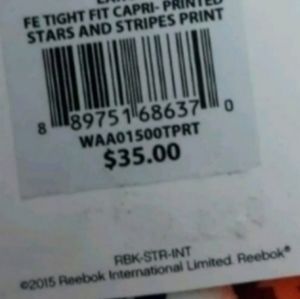 FE TIGHT FIT CAPRI- PRINTED
STARS AND STRIPES PRINT
8 89751 68637 0
WAA01500TPRT
$35.00
RBK-STR-INT
©2015 Reebok International Limited. Reebok®